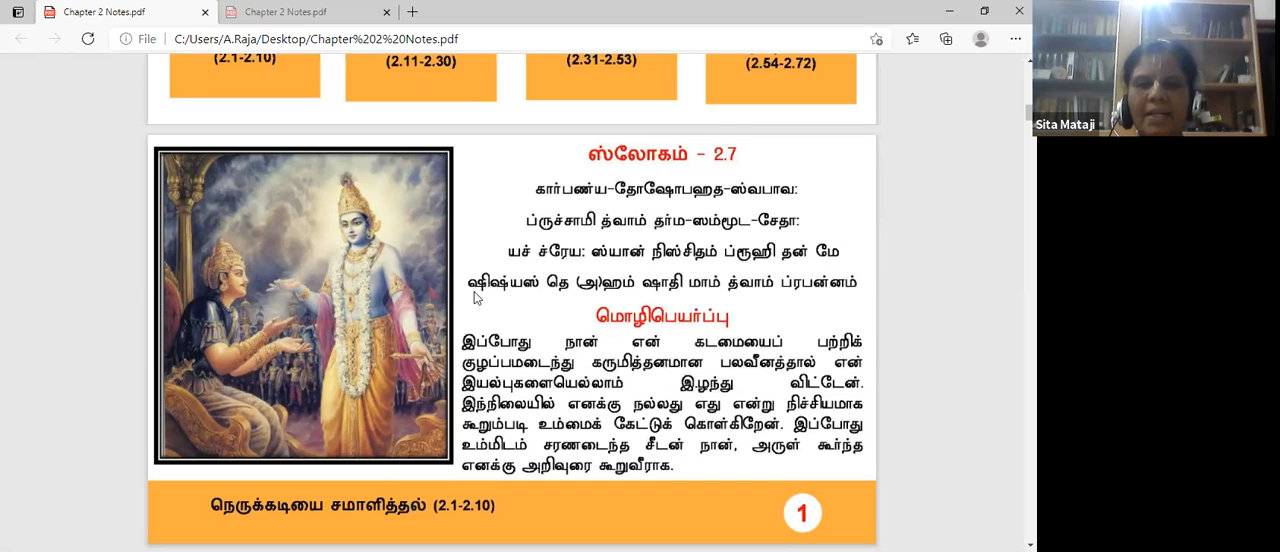 Chapter 2 Notes.pdf
Chapter 2 Notes.pdf
File
C:/Users/A.Raja/Desktop/Chapter%202%20Notes.pdf
(2.1-2.10)
(2.11-2.30)
(2.31-2.53)
(2.54-2.72)
Sita Mataji
ஸ்லோகம் - 2.7
கார்பண்ய-தோஷோபஹத-ஸ்வபாவ:
ப்ருச்சாமி த்வாம் தர்ம-ஸம்மூட-சேதா:
யச் ச்ரேய: ஸ்யான் நிஸ்சிதம் ப்ரூஹி தன் மே
ஷிஷ்யஸ் தெ (அ)ஹம் ஷாதி மாம் த்வாம் ப்ரபன்னம்
மொழிபெயர்ப்பு
இப்போது நான் என் கடமையைப் பற்றிக்
குழப்பமடைந்து கருமித்தனமான பலவீனத்தால் என்
இயல்புகளையெல்லாம் இழந்து விட்டேன்.
இந்நிலையில் எனக்கு நல்லது எது என்று நிச்சியமாக
கூறும்படி உம்மைக் கேட்டுக் கொள்கிறேன். இப்போது
உம்மிடம் சரணடைந்த சீடன் நான், அருள் கூர்ந்த
எனக்கு அறிவுரை கூறுவீராக.
நெருக்கடியை சமாளித்தல் (2.1-2.10)
1